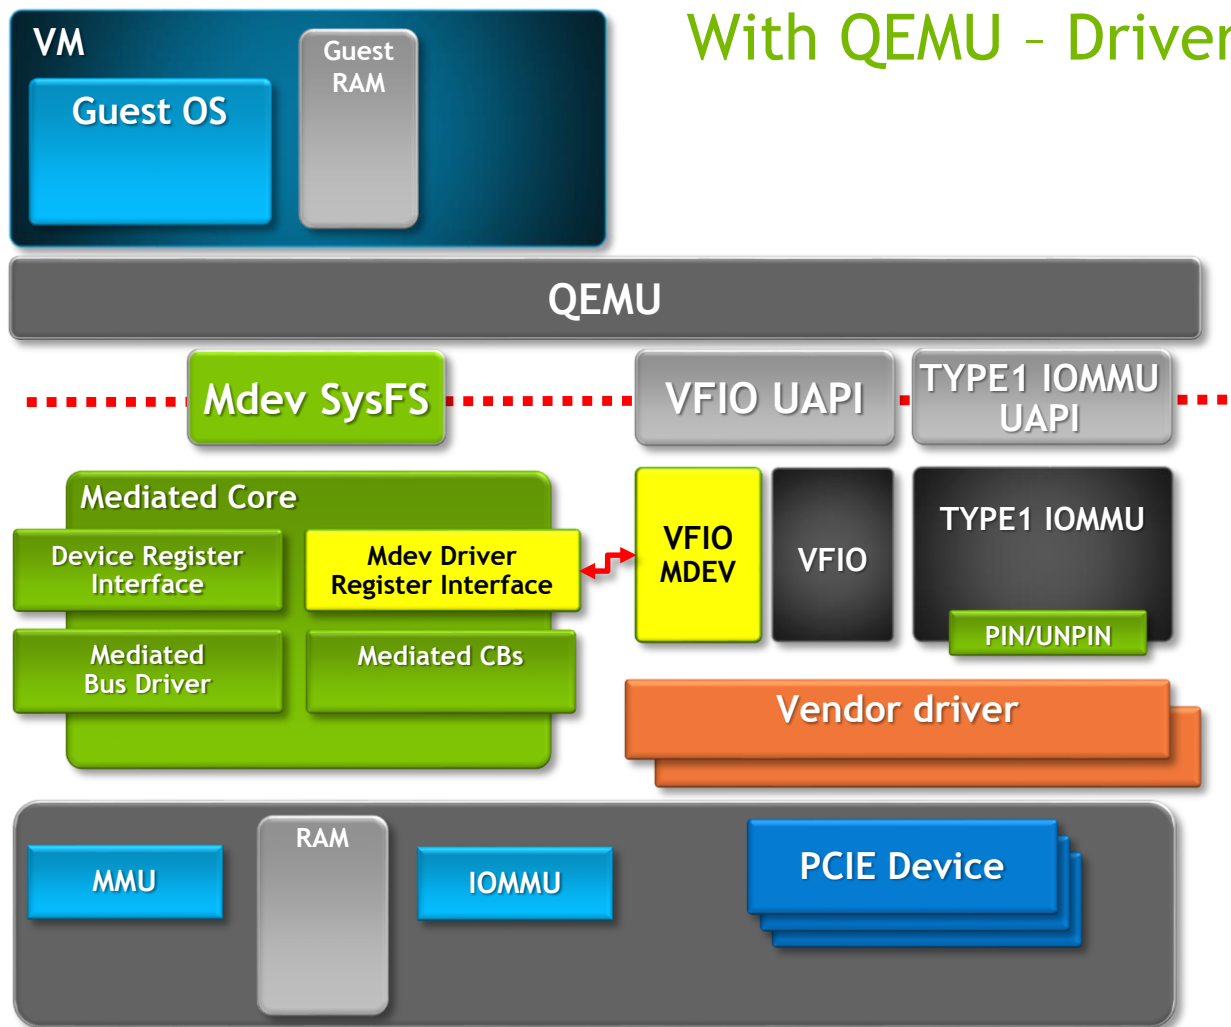 With QEMU – Driver
VM
Guest
RAM
Guest OS
QEMU
Mdev SysFS
VFIO UAPI
TYPE1 IOMMU
UAPI
Mediated Core
Device Register
Interface
Mdev Driver
Register Interface
VFIO
MDEV
VFIO
TYPE1 IOMMU
PIN/UNPIN
Mediated
Bus Driver
Mediated CBs
Vendor driver
RAM
MMU
IOMMU
PCIE Device